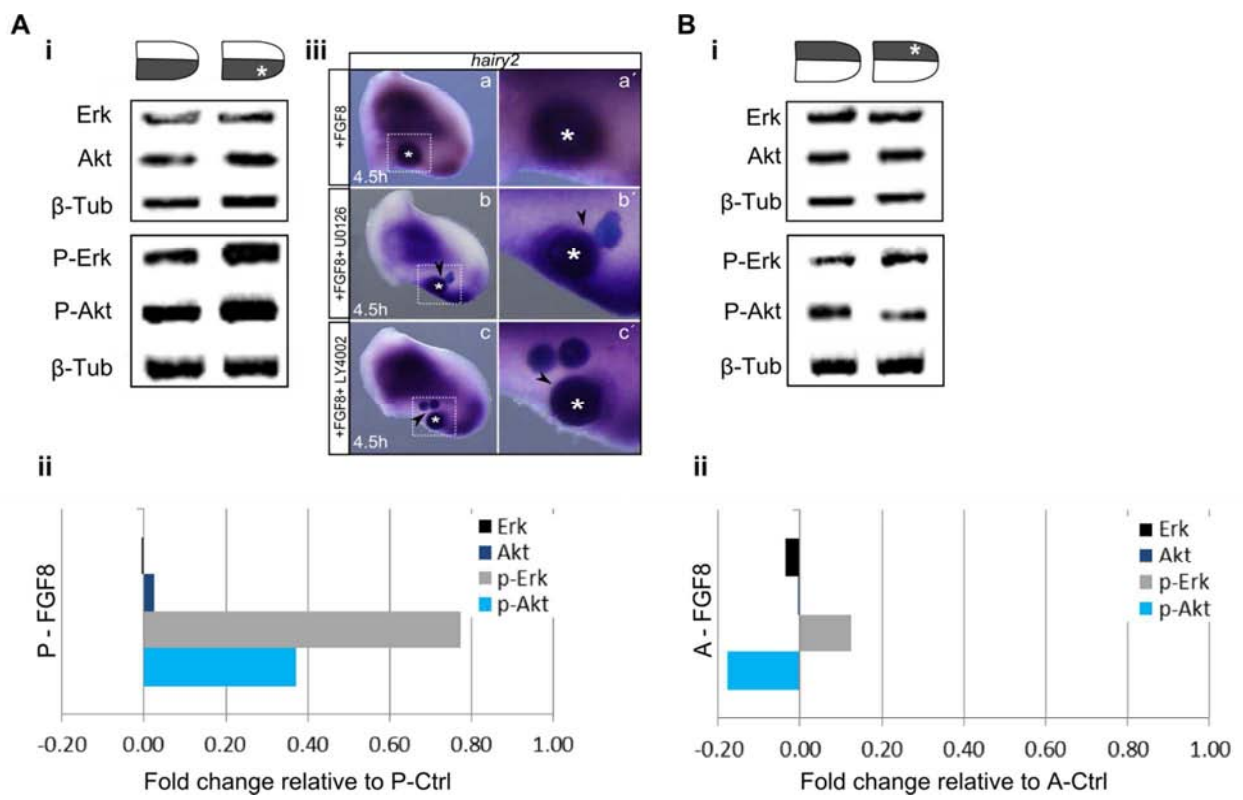 A
i
Erk
Akt
β-Tub
P-Erk
P-Akt
β-Tub
*
iii
hairy2
+FGF8
a
*
4.5h
a´
*
+FGF8+ U0126
b
*
4.5h
b´
*
+FGF8+ LY4002
c
*
4.5h
c´
*
B
i
*
Erk
Akt
β-Tub
P-Erk
P-Akt
β-Tub
ii
P - FGF8
Erk
Akt
p-Erk
p-Akt
-0.20 0.00 0.20 0.40 0.60 0.80 1.00
Fold change relative to P-Ctrl
ii
A - FGF8
Erk
Akt
p-Erk
p-Akt
-0.20 0.00 0.20 0.40 0.60 0.80 1.00
Fold change relative to A-Ctrl